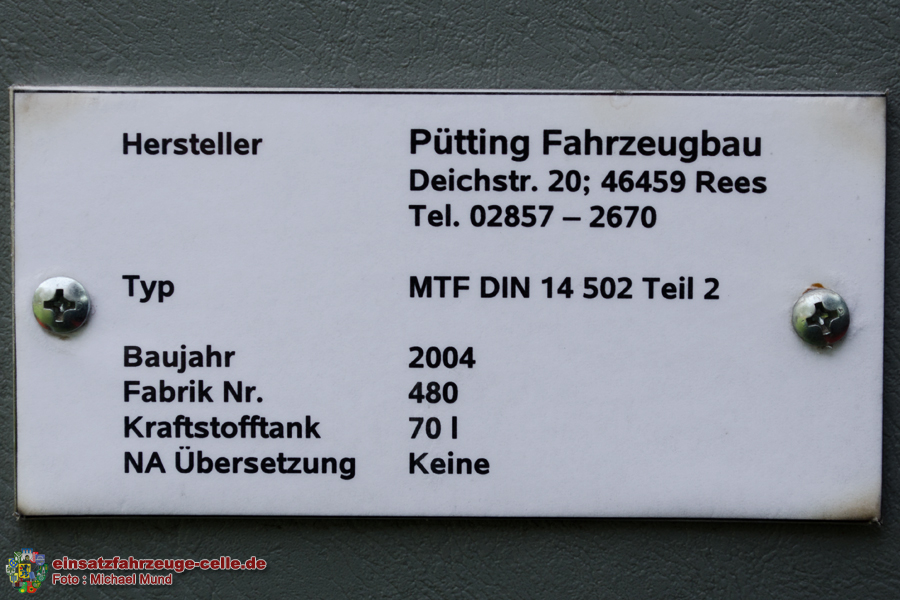 Hersteller Pütting Fahrzeugbau
Deichstr. 20; 46459 Rees
Tel. 02857 – 2670
Typ MTF DIN 14 502 Teil 2
Baujahr 2004
Fabrik Nr. 480
Kraftstofftank 70 l
NA Übersetzung Keine
einsatzfahrzeuge-celle.de
Foto : Michael Mund